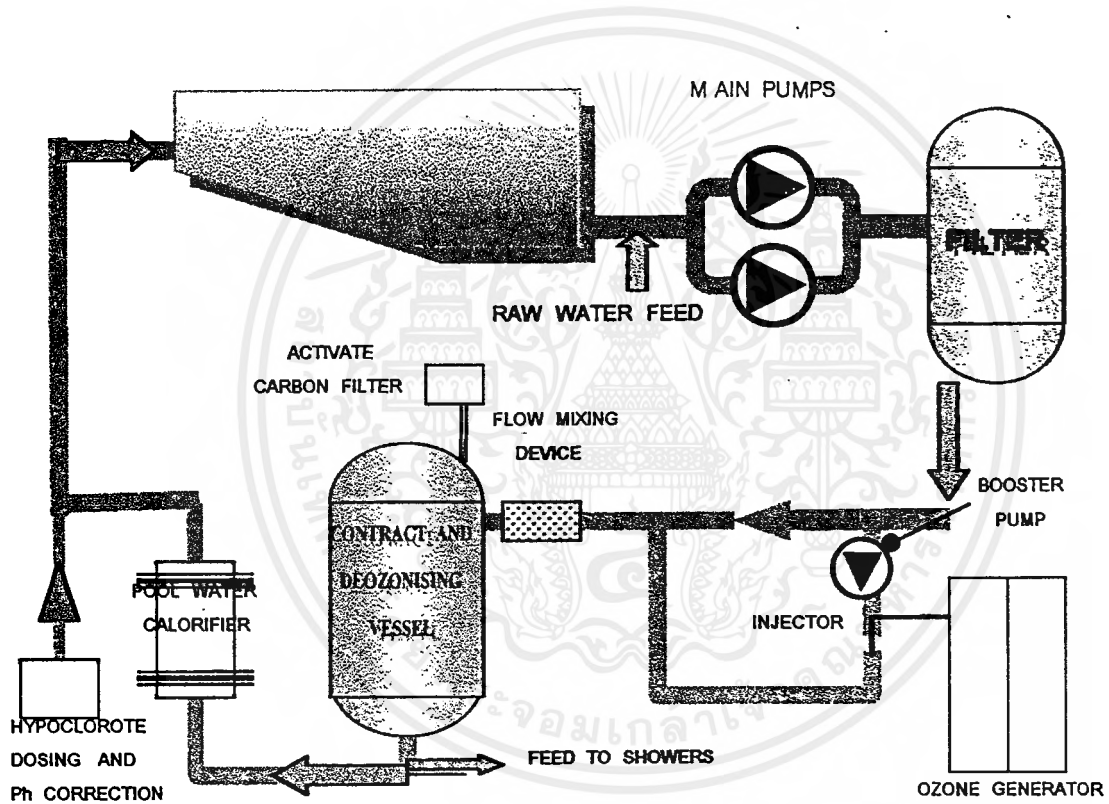 M AIN PUMPS
FILTER
RAW WATER FEED
ACTIVATE
CARBON FILTER
FLOW MIXING
DEVICE
BOOSTER
PUMP
CONTRACT AND
DEOZONISING
VESSEL
POOL WATER
CALORIFIER
INJECTOR
HYPOCLOROTE
DOSING AND
Ph CORRECTION
FEED TO SHOWERS
OZONE GENERATOR